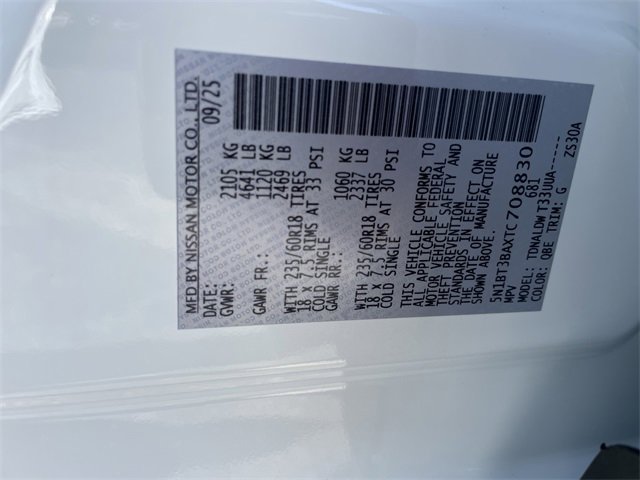 MFD BY NISSAN MOTOR CO., LTD.
DATE: 09/25
GVWR: 2105 KG
4641 LB
GAWR FR.: 1120 KG
2469 LB
WITH 235/60R18 TIRES
18 X 7.5 RIMS AT 33 PSI
COLD SINGLE
GAWR RR.: 1060 KG
2337 LB
WITH 235/60R18 TIRES
18 X 7.5 RIMS AT 30 PSI
COLD SINGLE
THIS VEHICLE CONFORMS TO
ALL APPLICABLE FEDERAL
MOTOR VEHICLE SAFETY AND
THEFT PREVENTION
STANDARDS IN EFFECT ON
THE DATE OF MANUFACTURE
SHOWN ABOVE.
5N1BT3BAXTC708830
MPV 681
MODEL: TDNALDW T33UUA-----
COLOR: QBE TRIM: G ZS30A